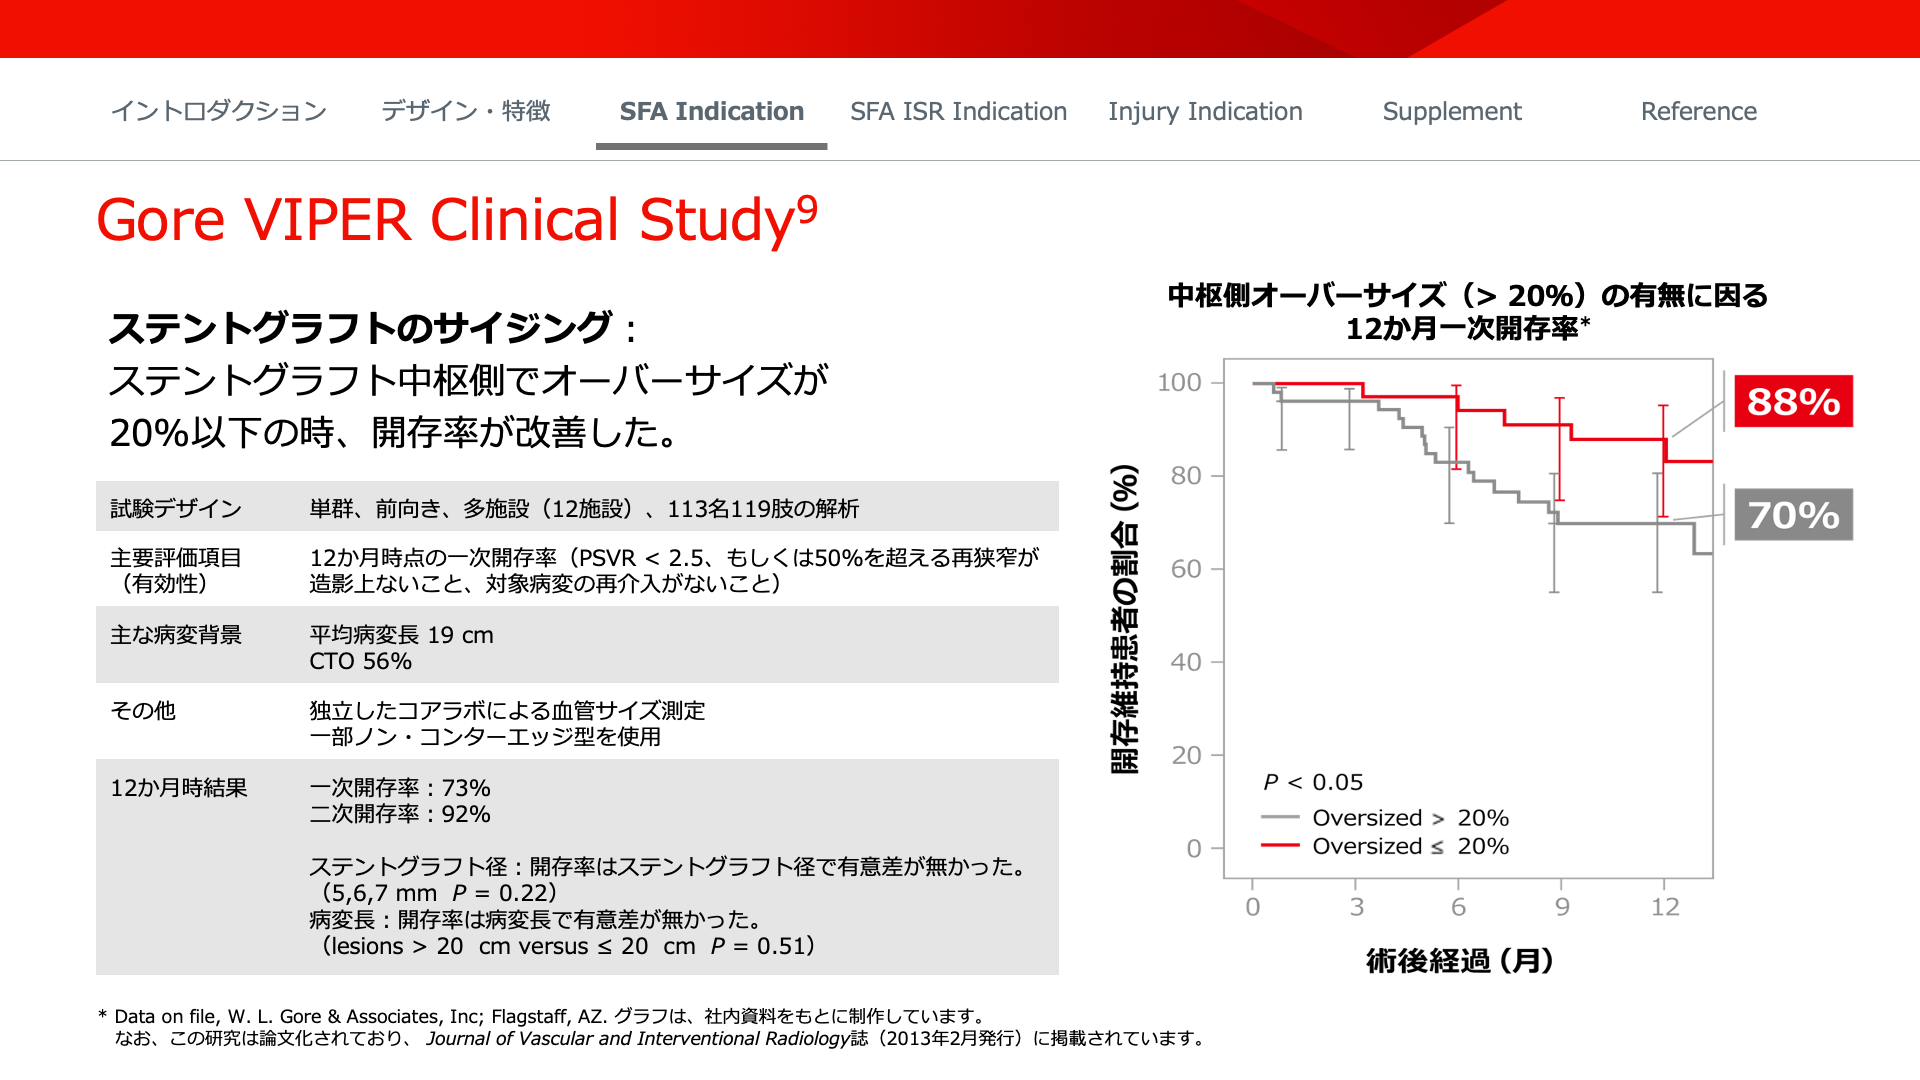 イントロダクション
デザイン・特徴
SFA Indication
SFA ISR Indication
Injury Indication
Supplement
Reference
Gore VIPER Clinical Study9
ステントグラフトのサイジング：
ステントグラフト中枢側でオーバーサイズが
20%以下の時、開存率が改善した。
試験デザイン
単群、前向き、多施設（12施設）、113名119肢の解析
主要評価項目
（有効性）
12か月時点の一次開存率（PSVR < 2.5、もしくは50%を超える再狭窄が
造影上ないこと、対象病変の再介入がないこと）
主な病変背景
平均病変長 19 cm
CTO 56%
その他
独立したコアラボによる血管サイズ測定
一部ノン・コンターエッジ型を使用
12か月時結果
一次開存率：73%
二次開存率：92%
ステントグラフト径：開存率はステントグラフト径で有意差が無かった。
（5,6,7 mm P = 0.22）
病変長：開存率は病変長で有意差が無かった。
（lesions > 20 cm versus ≤ 20 cm P = 0.51）
中枢側オーバーサイズ（> 20%）の有無に因る
12か月一次開存率*
開存維持患者の割合 (%)
100
80
60
40
20
0
88%
70%
P < 0.05
Oversized > 20%
Oversized ≤ 20%
0
3
6
9
12
術後経過（月）
* Data on file, W. L. Gore & Associates, Inc; Flagstaff, AZ. グラフは、社内資料をもとに制作しています。
なお、この研究は論文化されており、 Journal of Vascular and Interventional Radiology誌（2013年2月発行）に掲載されています。